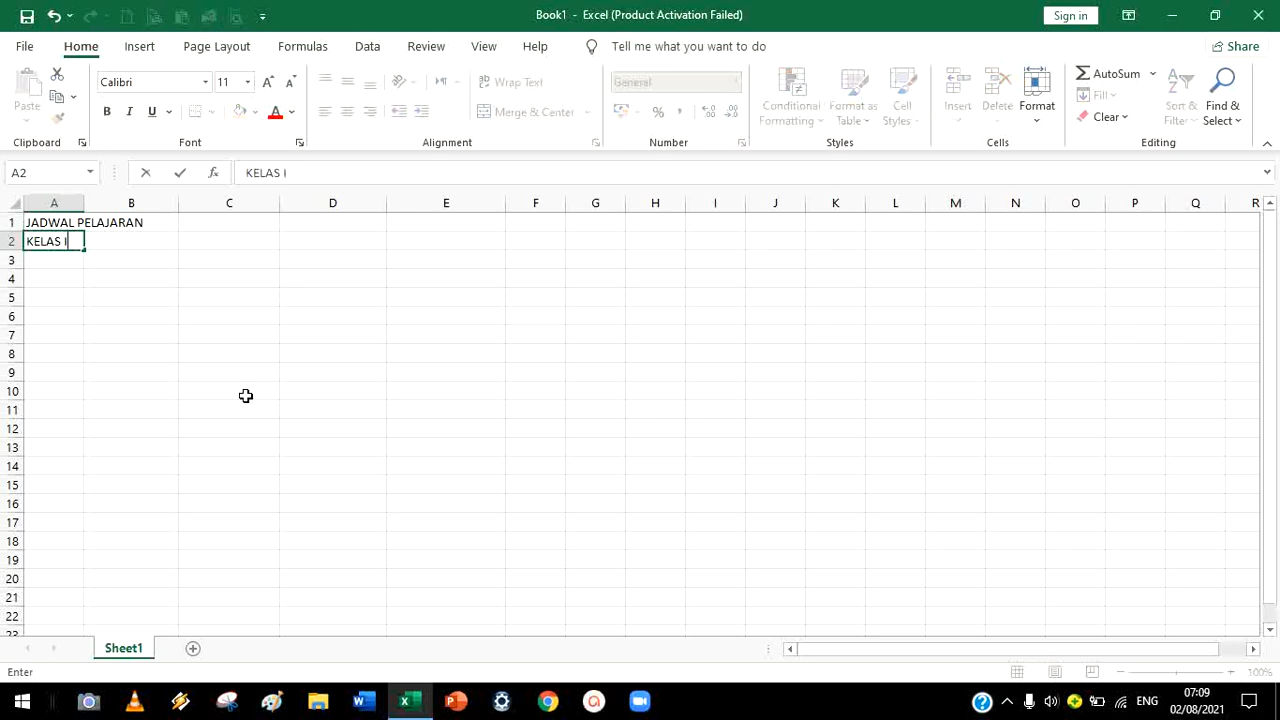 Book1 - Excel (Product Activation Failed)
Sign in
File Home Insert Page Layout Formulas Data Review View Help Tell me what you want to do Share
Paste
Calibri 11
B I U A
Wrap Text
Merge & Center
General
% ,
Conditional Formatting
Format as Table
Cell Styles
Insert
Delete
Format
AutoSum
Fill
Clear
Sort & Filter
Find & Select
Clipboard Font Alignment Number Styles Cells Editing
A2 fx KELAS I
A B C D E F G H I J K L M N O P Q R
1 JADWAL PELAJARAN
2 KELAS I
3
4
5
6
7
8
9
10
11
12
13
14
15
16
17
18
19
20
21
22
23
Sheet1
Enter 100%
ENG 07:09
02/08/2021